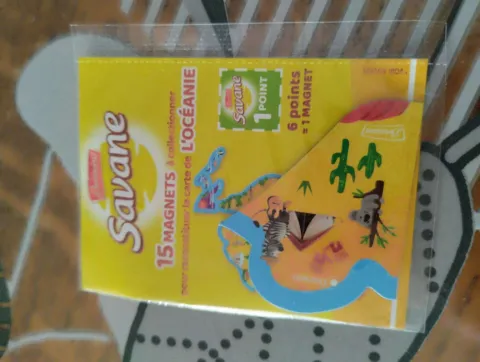 Savane
15 MAGNETS à collectionner
pour reconstituer la carte de L'OCÉANIE
Savane
1 POINT
6 points
= 1 MAGNET